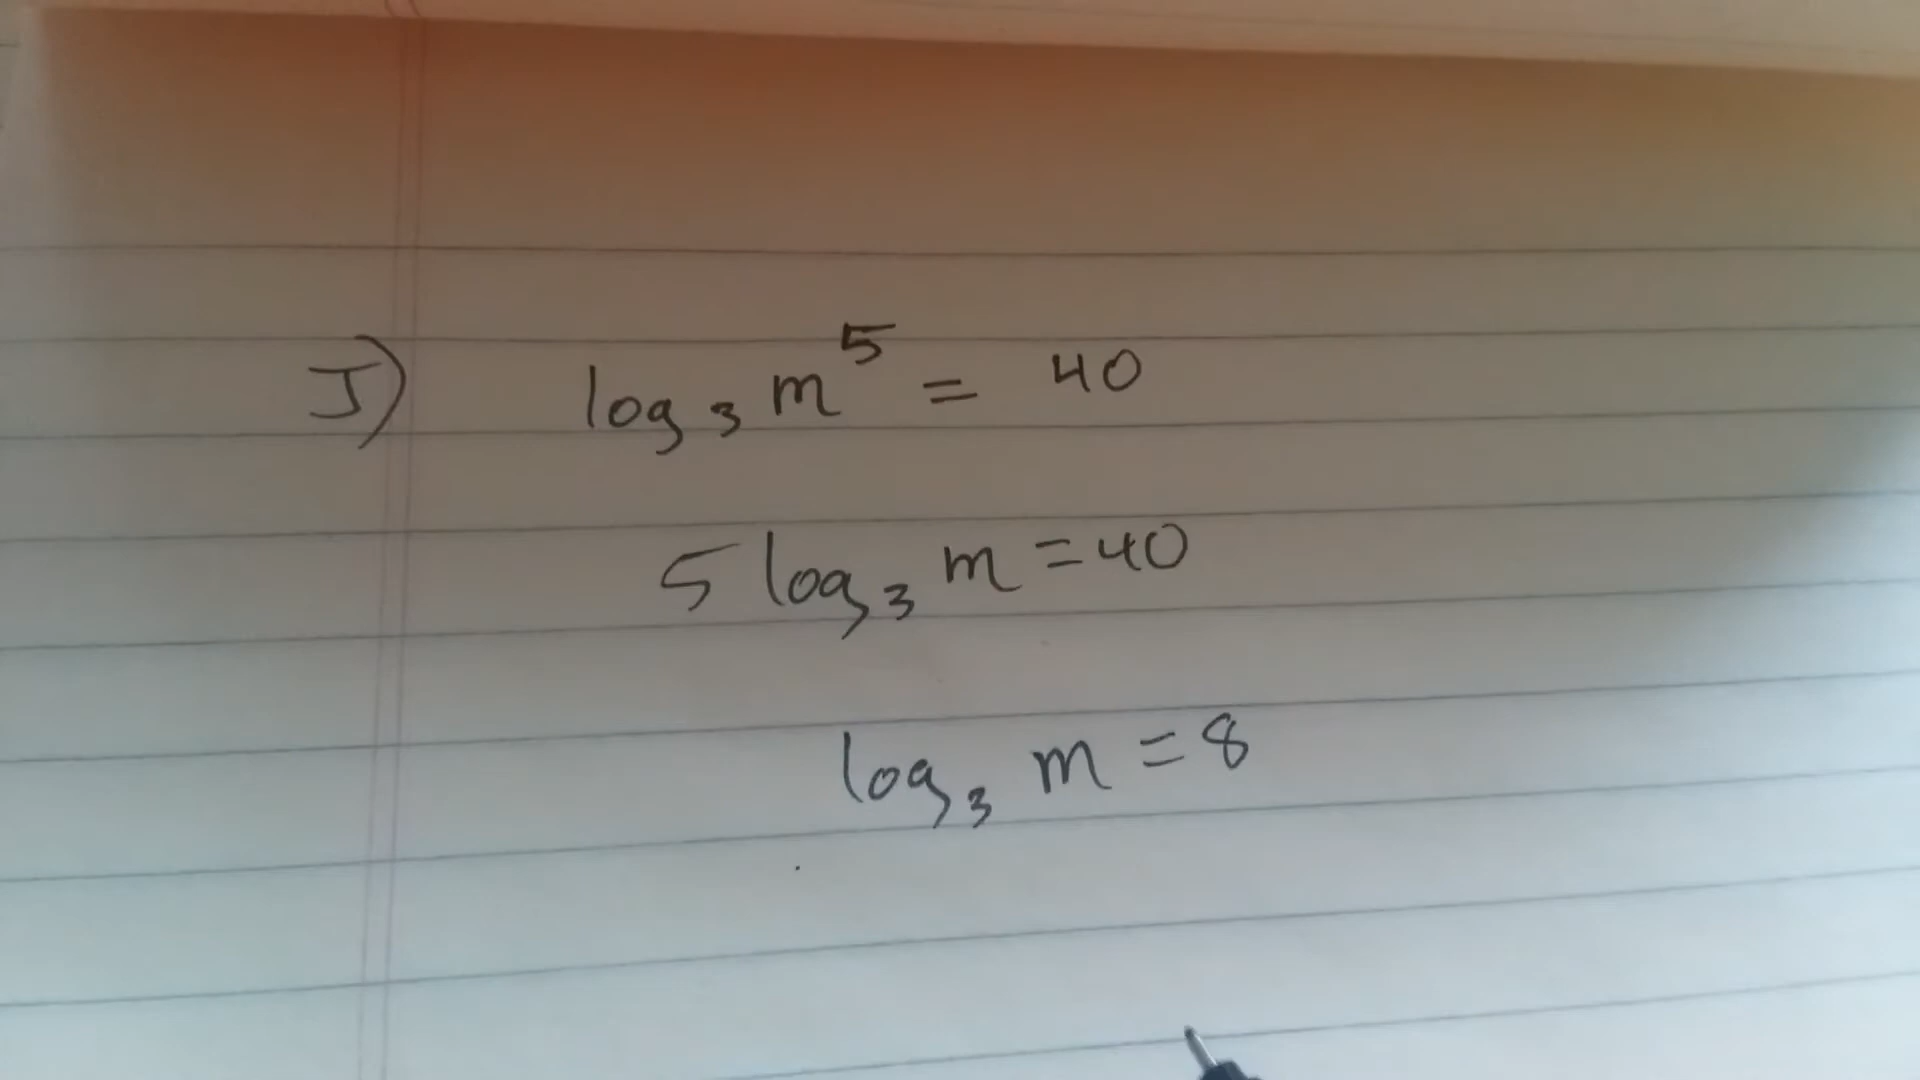 J) log₃ m⁵ = 40
5 log₃ m = 40
log₃ m = 8